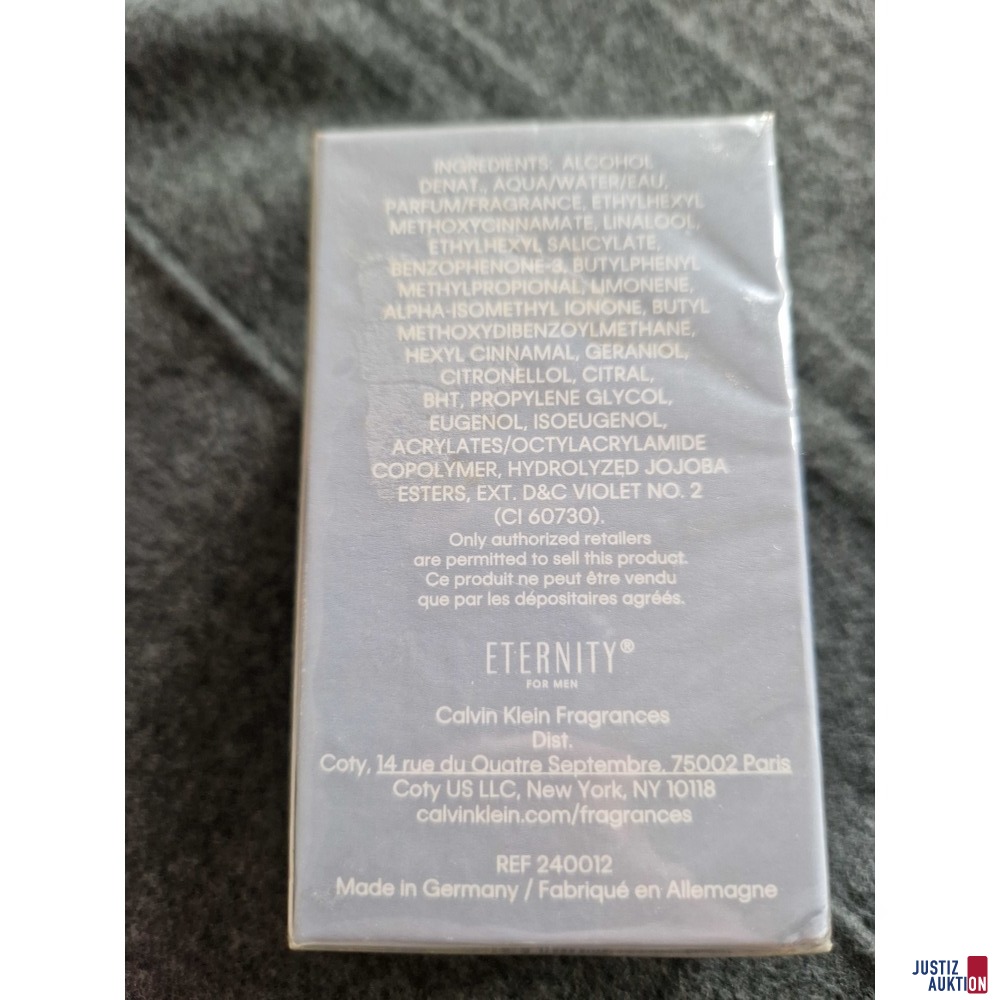 INGREDIENTS: ALCOHOL
DENAT., AQUA/WATER/EAU,
PARFUM/FRAGRANCE, ETHYLHEXYL
METHOXYCINNAMATE, LINALOOL,
ETHYLHEXYL SALICYLATE,
BENZOPHENONE-3, BUTYLPHENYL
METHYLPROPIONAL, LIMONENE,
ALPHA-ISOMETHYL IONONE, BUTYL
METHOXYDIBENZOYLMETHANE,
HEXYL CINNAMAL, GERANIOL,
CITRONELLOL, CITRAL,
BHT, PROPYLENE GLYCOL,
EUGENOL, ISOEUGENOL,
ACRYLATES/OCTYLACRYLAMIDE
COPOLYMER, HYDROLYZED JOJOBA
ESTERS, EXT. D&C VIOLET NO. 2
(CI 60730).
Only authorized retailers
are permitted to sell this product.
Ce produit ne peut être vendu
que par les dépositaires agréés.
ETERNITY®
FOR MEN
Calvin Klein Fragrances
Dist.
Coty, 14 rue du Quatre Septembre, 75002 Paris
Coty US LLC, New York, NY 10118
calvinklein.com/fragrances
REF 240012
Made in Germany / Fabriqué en Allemagne
JUSTIZ
AUKTION